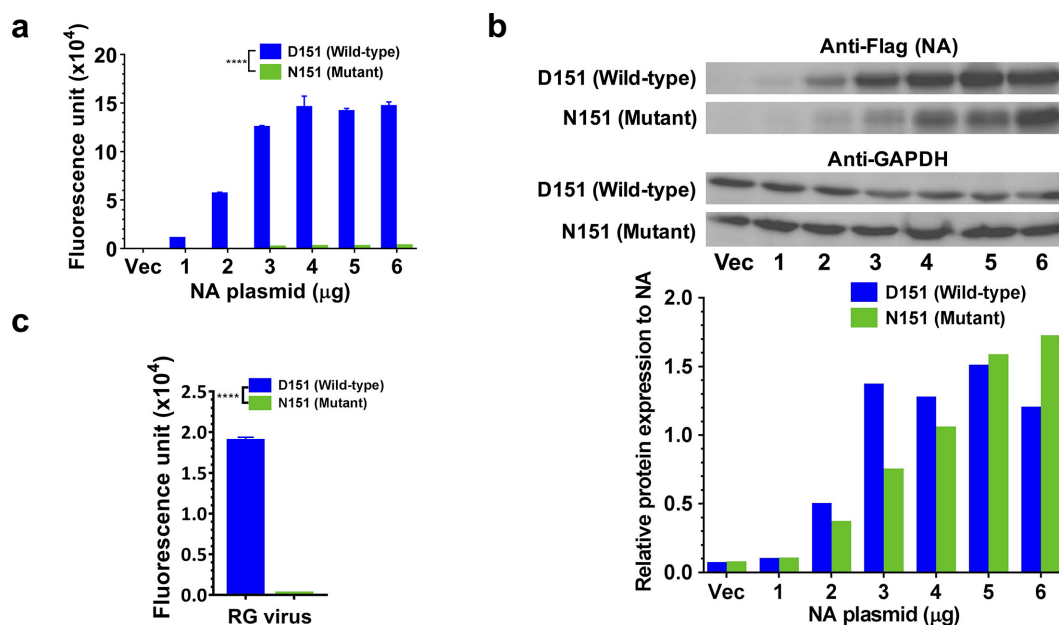 a
Fluorescence unit (x10⁴)
**** D151 (Wild-type)
N151 (Mutant)
20
15
10
5
0
Vec 1 2 3 4 5 6
NA plasmid (μg)
b
Anti-Flag (NA)
D151 (Wild-type)
N151 (Mutant)
Anti-GAPDH
D151 (Wild-type)
N151 (Mutant)
Vec 1 2 3 4 5 6
Relative protein expression to NA
D151 (Wild-type)
N151 (Mutant)
2.0
1.5
1.0
0.5
0.0
Vec 1 2 3 4 5 6
NA plasmid (μg)
c
Fluorescence unit (x10⁴)
D151 (Wild-type)
**** N151 (Mutant)
2.5
2.0
1.5
1.0
0.5
0.0
RG virus